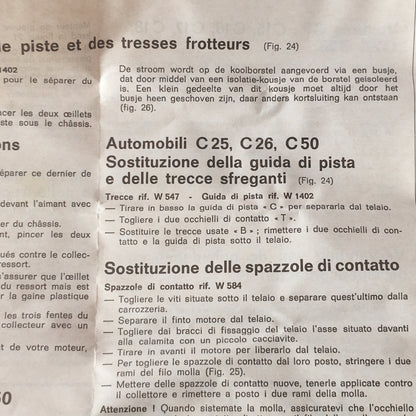 e piste et des tresses frotteurs (Fig. 24)
1402
pour le séparer du
ncer les deux œillets
ste sous le châssis.
ons
éparer ce dernier de
devant l'aimant avec
r du châssis.
nt, pincer les deux
ués contre le collec-
ressort.
s'assurer que l'œillet
du ressort mais est
r la gaine plastique
les trois fentes du
collecteur avec un
t de votre moteur,
50
De stroom wordt op de koolborstel aangevoerd via een busje,
dat door middel van een isolatie-kousje van de borstel geïsoleerd
is. Een klein gedeelte van dit kousje moet altijd door het
busje heen geschoven zijn, daar anders kortsluiting kan ontstaan
(fig. 26).
Automobili C 25, C 26, C 50
Sostituzione della guida di pista
e delle trecce sfreganti (Fig. 24)
Trecce rif. W 547 - Guida di pista rif. W 1402
— Tirare in basso la guida di pista « C » per separarla dal telaio.
— Togliere i due occhielli di contatto « T ».
— Sostituire le trecce usate « B » ; rimettere i due occhielli di con-
tatto e la guida di pista sotto il telaio.
Sostituzione delle spazzole di contatto
Spazzole di contatto rif. W 584
— Togliere le viti situate sotto il telaio e separare quest'ultimo dalla
carrozzeria.
— Separare il finto motore dal telaio.
— Togliere dai bracci di fissaggio del telaio l'asse situato davanti
alla calamita con un piccolo cacciavite.
— Tirare in avanti il motore per liberarlo dal telaio.
— Per togliere le spazzole di contatto dal loro posto, stringere i due
rami del filo molla (Fig. 25).
— Mettere delle spazzole di contatto nuove, tenerle applicate contro
il collettore e rimettere a posto i due rami della molla.
Attenzione ! Quando sistemate la molla, assicuratevi che l'occhiello